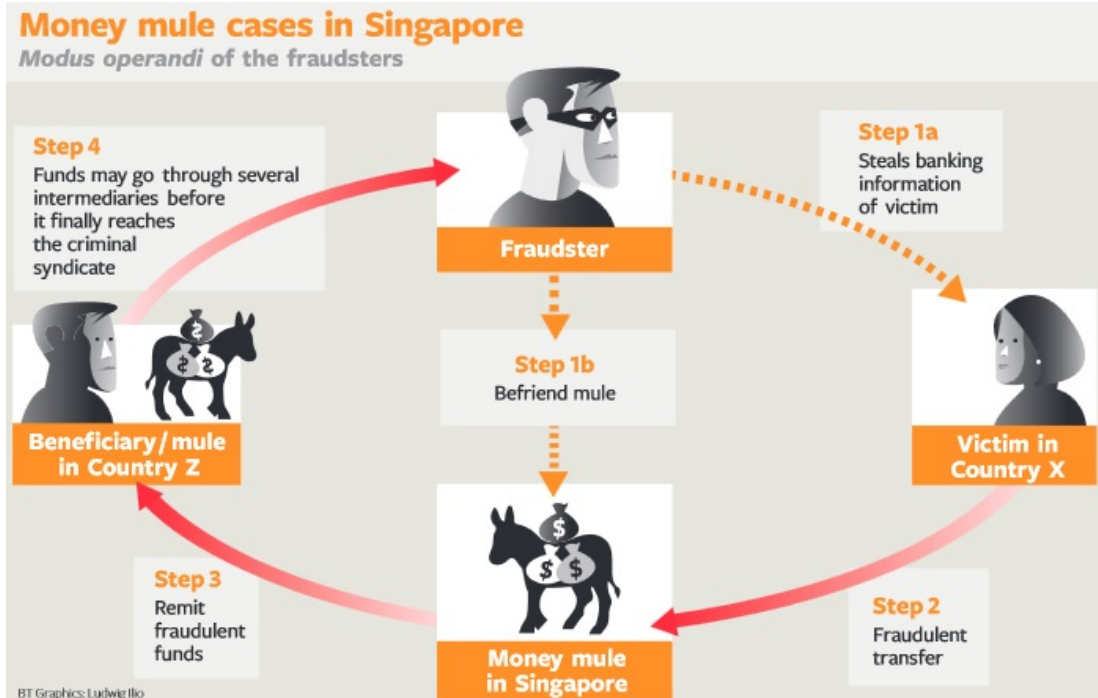 Money mule cases in Singapore
Modus operandi of the fraudsters
Step 4
Funds may go through several
intermediaries before
it finally reaches
the criminal
syndicate
Fraudster
Step 1a
Steals banking
information
of victim
Step 1b
Befriend mule
Beneficiary/mule
in Country Z
$
$ $
Victim in
Country X
Step 3
Remit
fraudulent
funds
$
$ $
Money mule
in Singapore
Step 2
Fraudulent
transfer
BT Graphics: Ludwig Ilio